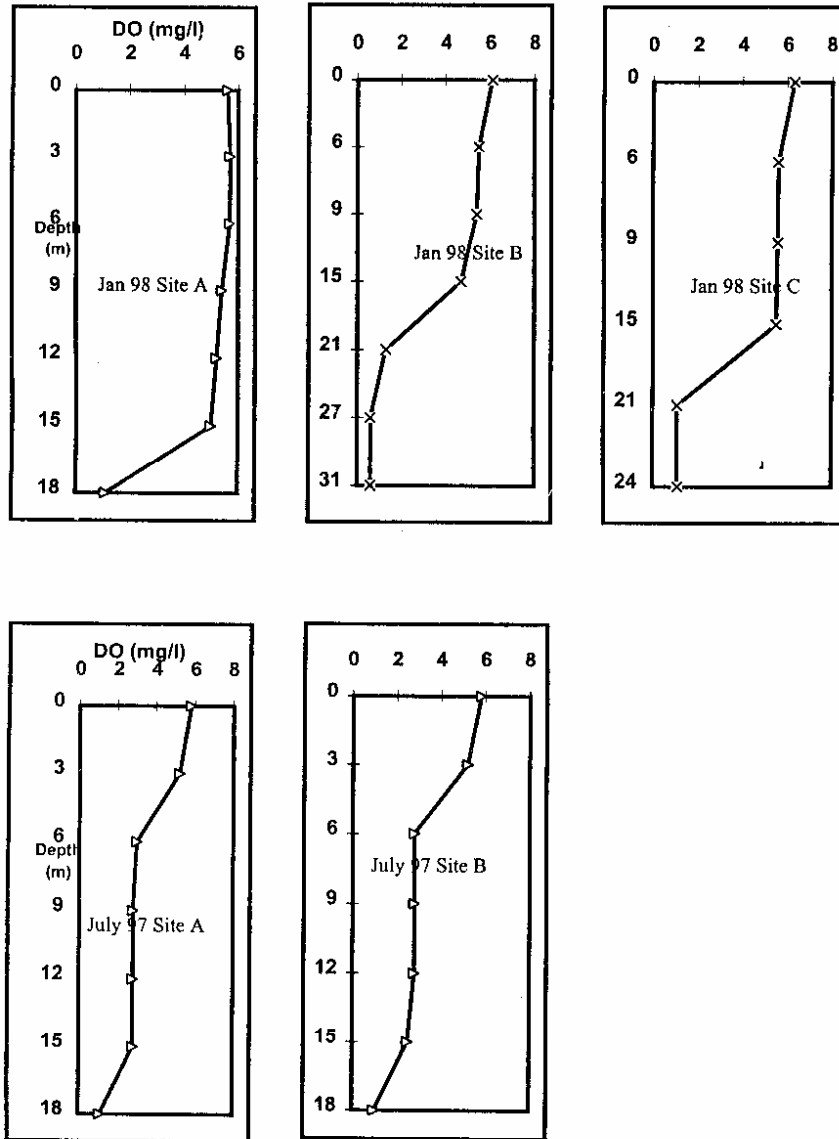 DO (mg/l)
0 2 4 6
0
3
6
Depth
(m)
9
12
15
18
Jan 98 Site A
0 2 4 6 8
0
6
9
15
21
27
31
Jan 98 Site B
0 2 4 6 8
0
6
9
15
21
24
Jan 98 Site C
DO (mg/l)
0 2 4 6 8
0
3
6
Depth
(m)
9
12
15
18
July 97 Site A
0 2 4 6 8
0
3
6
9
12
15
18
July 97 Site B